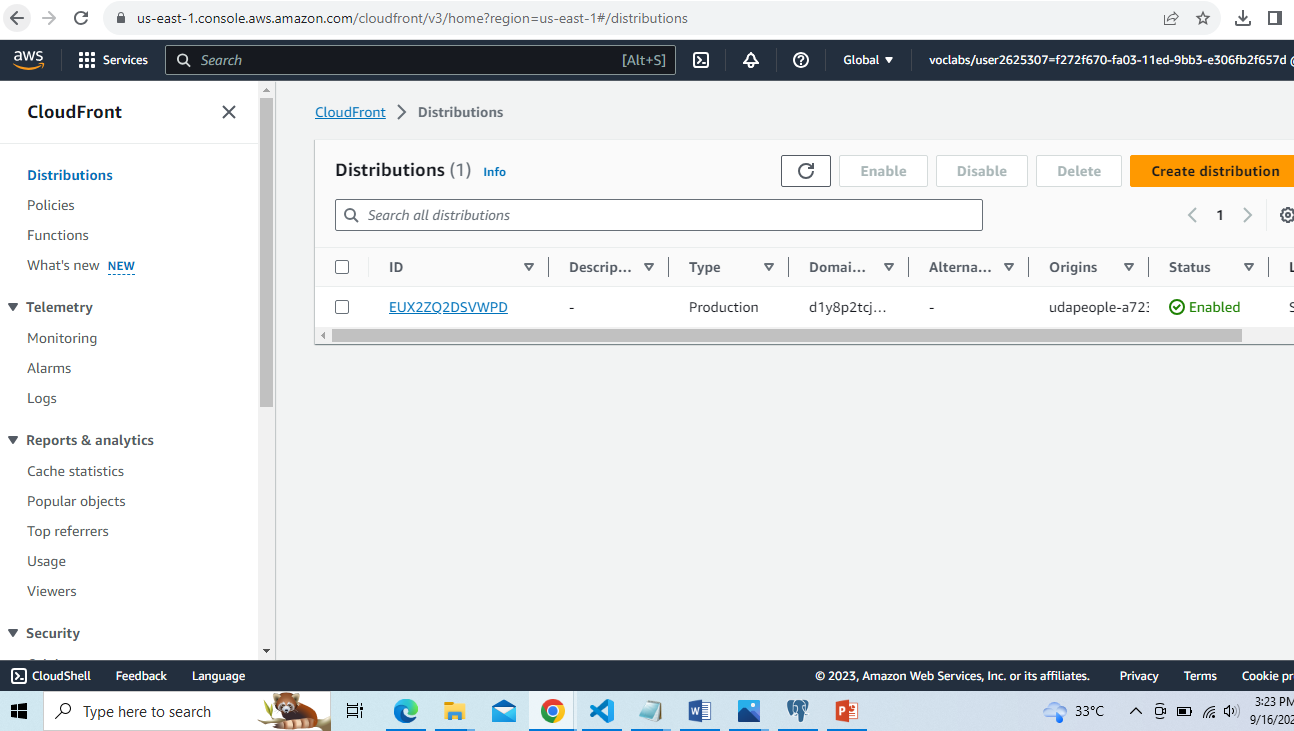 us-east-1.console.aws.amazon.com/cloudfront/v3/home?region=us-east-1#/distributions
aws Services Search [Alt+S] Global voclabs/user2625307=f272f670-fa03-11ed-9bb3-e306fb2f657d @
CloudFront
Distributions
Policies
Functions
What's new NEW
Telemetry
Monitoring
Alarms
Logs
Reports & analytics
Cache statistics
Popular objects
Top referrers
Usage
Viewers
Security
CloudFront Distributions
Distributions (1) Info Enable Disable Delete Create distribution
Search all distributions 1
ID Descrip... Type Domai... Alterna... Origins Status L
EUX2ZQ2DSVWPD - Production d1y8p2tcj... - udapeople-a723 Enabled S
CloudShell Feedback Language © 2023, Amazon Web Services, Inc. or its affiliates. Privacy Terms Cookie pr
Type here to search 33°C 3:23 PM
9/16/202